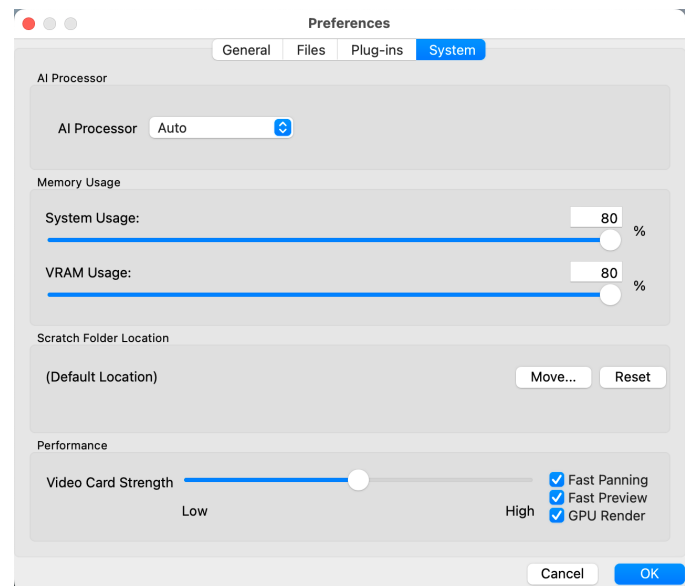 Preferences
General Files Plug-ins System
AI Processor
AI Processor Auto
Memory Usage
System Usage: 80 %
VRAM Usage: 80 %
Scratch Folder Location
(Default Location) Move... Reset
Performance
Video Card Strength Fast Panning
Fast Preview
Low High GPU Render
Cancel OK